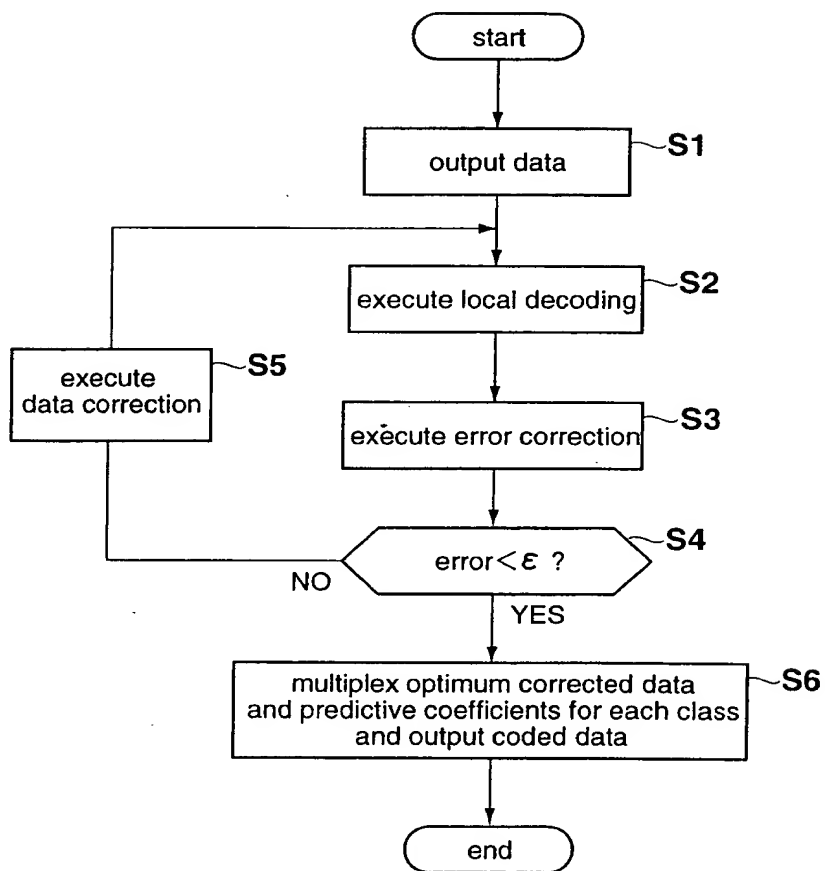 start
output data
S1
execute local decoding
S2
execute
data correction
S5
execute error correction
S3
error<ε ?
S4
NO
YES
multiplex optimum corrected data
and predictive coefficients for each class
and output coded data
S6
end